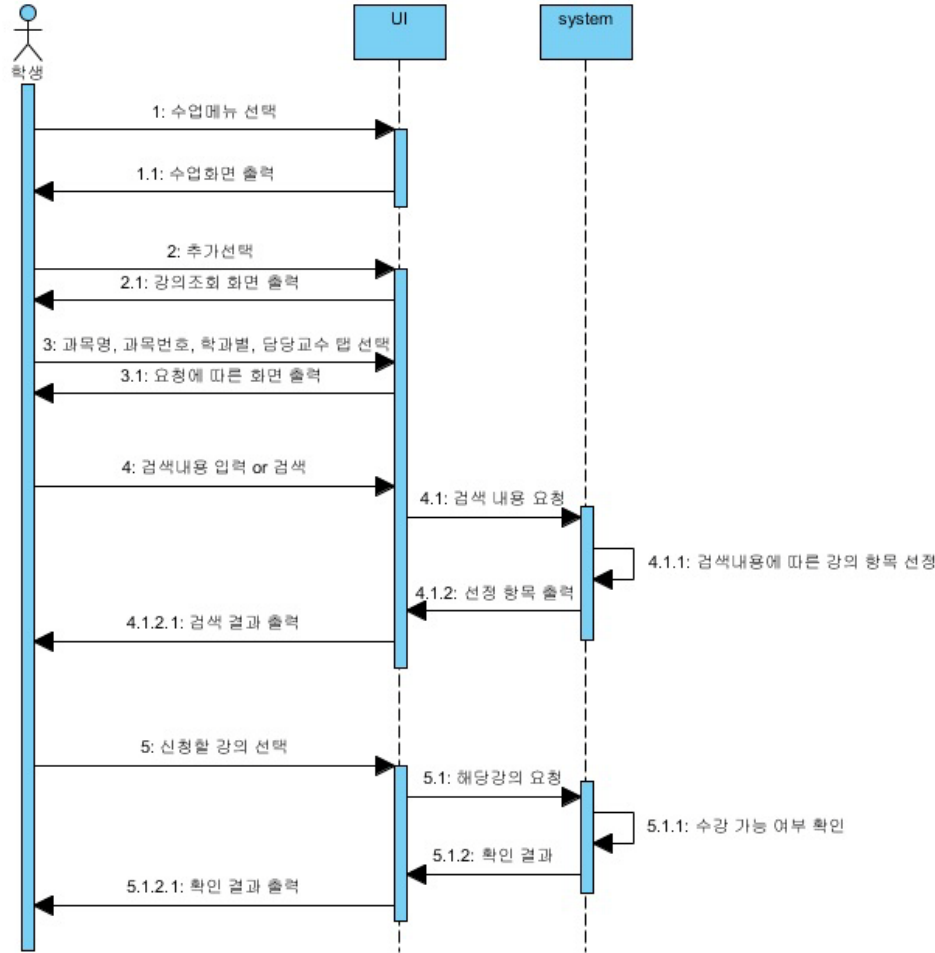 UI
system
학생
1: 수업메뉴 선택
1.1: 수업화면 출력
2: 추가선택
2.1: 강의조회 화면 출력
3: 과목명, 과목번호, 학과별, 담당교수 탭 선택
3.1: 요청에 따른 화면 출력
4: 검색내용 입력 or 검색
4.1: 검색 내용 요청
4.1.1: 검색내용에 따른 강의 항목 선정
4.1.2: 선정 항목 출력
4.1.2.1: 검색 결과 출력
5: 신청할 강의 선택
5.1: 해당강의 요청
5.1.1: 수강 가능 여부 확인
5.1.2: 확인 결과
5.1.2.1: 확인 결과 출력